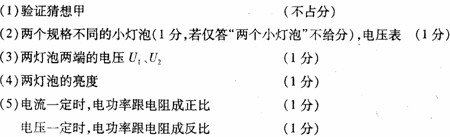 (1)验证猜想甲 (不占分)
(2)两个规格不同的小灯泡(1分,若仅答“两个小灯泡”不给分),电压表 (1分)
(3)两灯泡两端的电压U₁、U₂ (1分)
(4)两灯泡的亮度 (1分)
(5)电流一定时,电功率跟电阻成正比 (1分)
电压一定时,电功率跟电阻成反比 (1分)